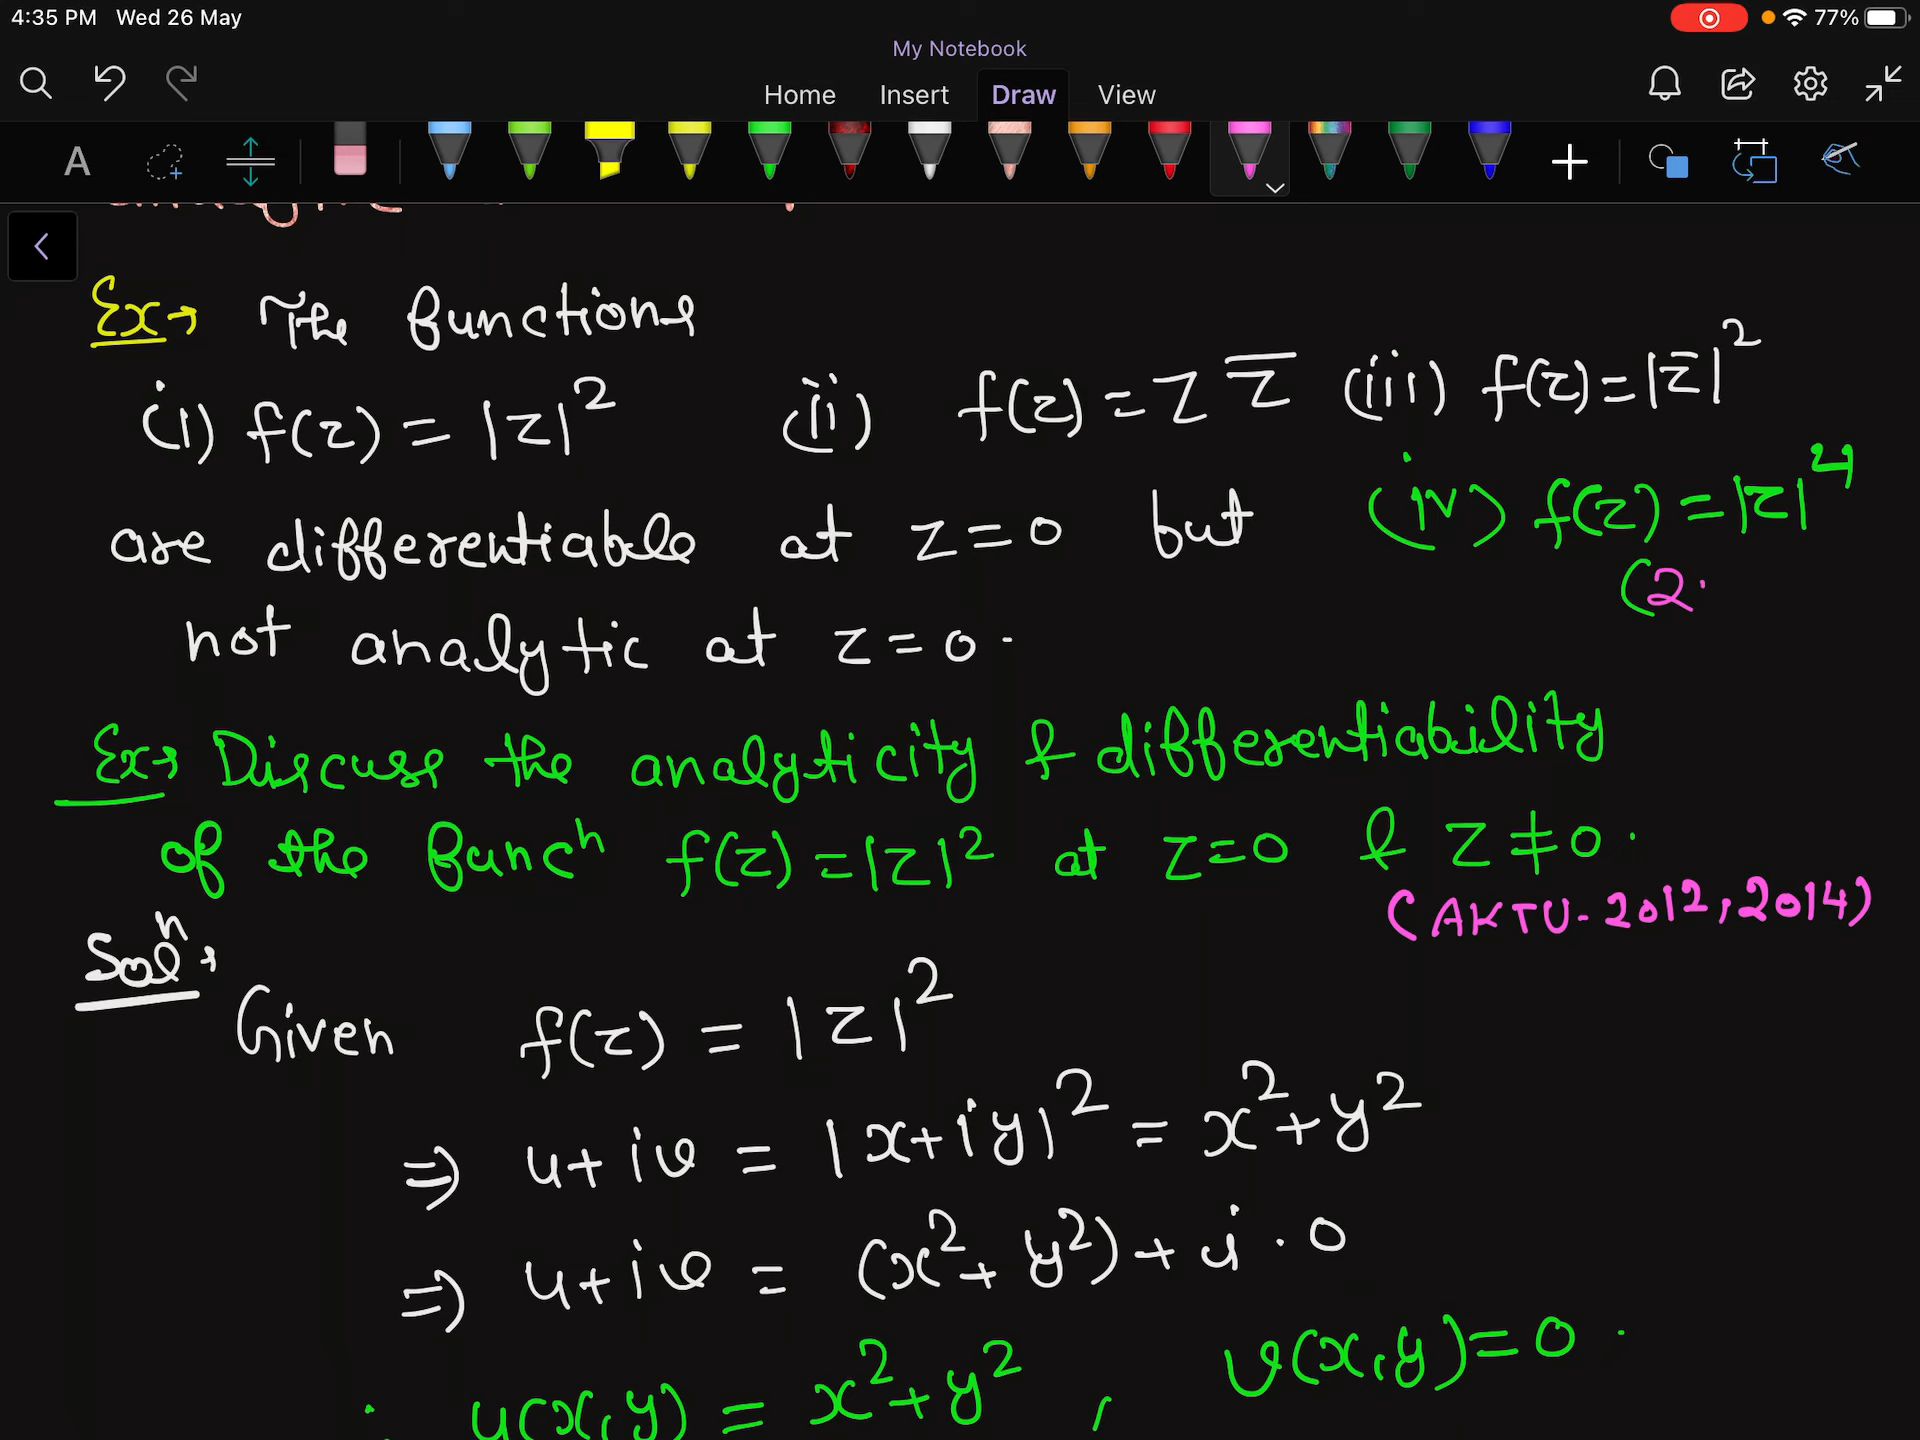 4:35 PM Wed 26 May
77%
My Notebook
Home Insert Draw View
A
Ex→ The functions
(i) f(z) = |z|² (ii) f(z) = z z̅ (iii) f(z) = |z̅|²
(iv) f(z) = |z|⁴
are differentiable at z = 0 but
(2.
not analytic at z = 0.
Ex→ Discuss the analyticity & differentiability
of the funcⁿ f(z) = |z|² at z = 0 & z ≠ 0.
(AKTU-2012, 2014)
Solⁿ→
Given f(z) = |z|²
⇒ u + iv = |x + iy|² = x² + y²
⇒ u + iv = (x² + y²) + i · 0
u(x,y) = x² + y² , v(x,y) = 0 .